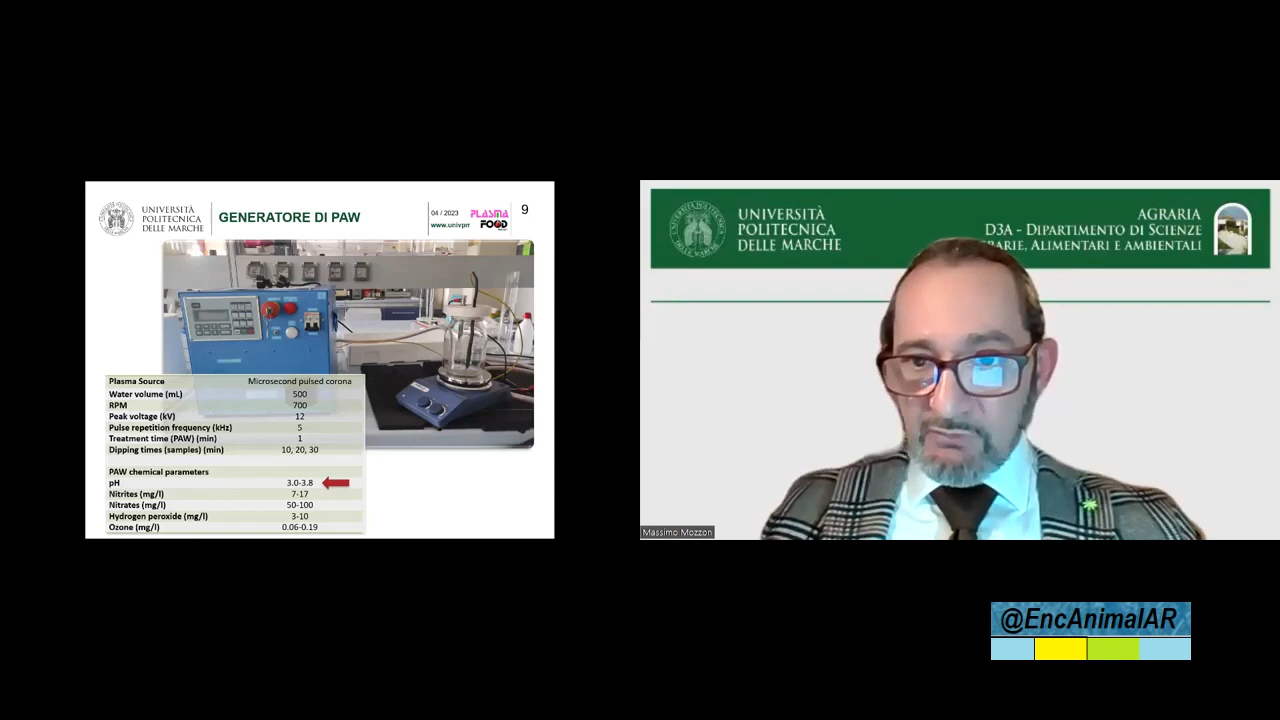 UNIVERSITÀ
POLITECNICA
DELLE MARCHE
GENERATORE DI PAW
04 / 2023
www.univpm
PLASMA
FOOD
9
Plasma Source Microsecond pulsed corona
Water volume (mL) 500
RPM 700
Peak voltage (kV) 12
Pulse repetition frequency (kHz) 5
Treatment time (PAW) (min) 1
Dipping times (samples) (min) 10, 20, 30
PAW chemical parameters
pH 3.0-3.8
Nitrites (mg/l) 7-17
Nitrates (mg/l) 50-100
Hydrogen peroxide (mg/l) 3-10
Ozone (mg/l) 0.06-0.19
UNIVERSITÀ
POLITECNICA
DELLE MARCHE
AGRARIA
D3A - DIPARTIMENTO DI SCIENZE
RARIE, ALIMENTARI E AMBIENTALI
Massimo Mozzon
@EncAnimalAR